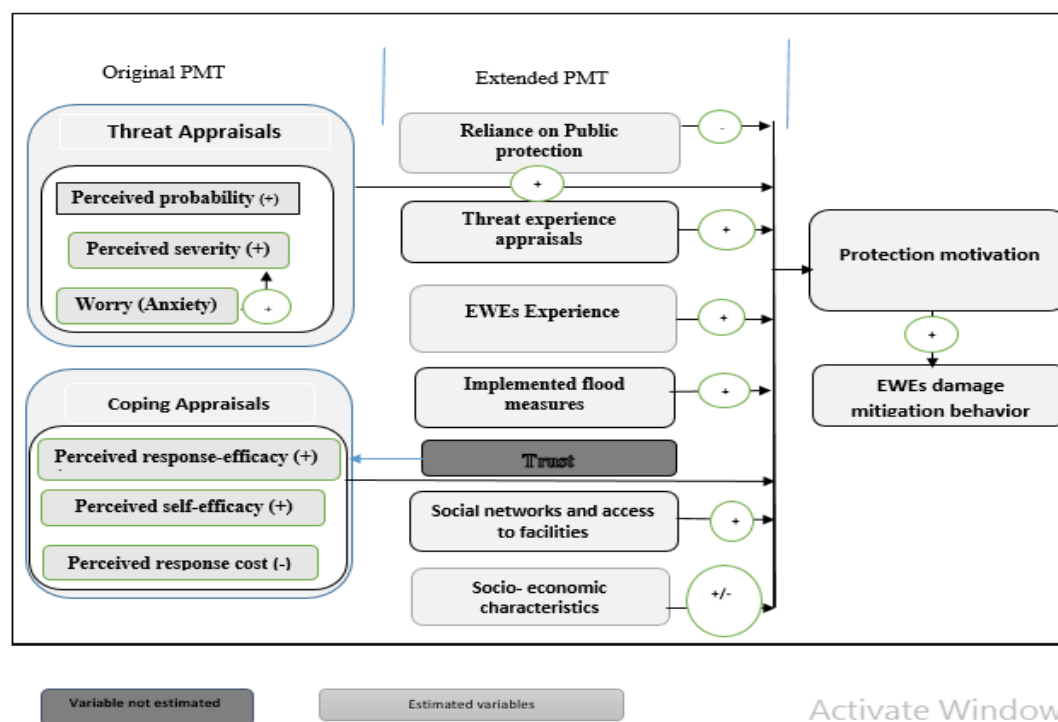 Original PMT
Extended PMT
Threat Appraisals
Perceived probability (+)
Perceived severity (+)
Worry (Anxiety)
+
Coping Appraisals
Perceived response-efficacy (+)
Perceived self-efficacy (+)
Perceived response cost (-)
Reliance on Public
protection
-
+
Threat experience
appraisals
+
EWEs Experience
+
Implemented flood
measures
+
Trust
Social networks and access
to facilities
+
Socio- economic
characteristics
+/-
Protection motivation
+
EWEs damage
mitigation behavior
Variable not estimated
Estimated variables
Activate Window